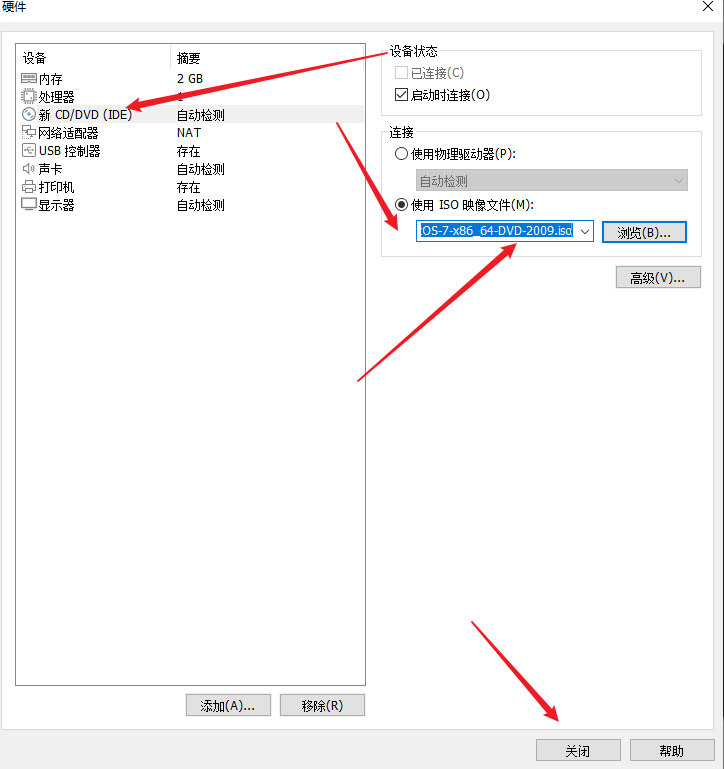 硬件
设备 摘要
内存 2 GB
处理器
新 CD/DVD (IDE) 自动检测
网络适配器 NAT
USB 控制器 存在
声卡 自动检测
打印机 存在
显示器 自动检测
添加(A)... 移除(R)
设备状态
已连接(C)
启动时连接(O)
连接
使用物理驱动器(P):
自动检测
使用 ISO 映像文件(M):
OS-7-x86_64-DVD-2009.iso 浏览(B)...
高级(V)...
关闭 帮助